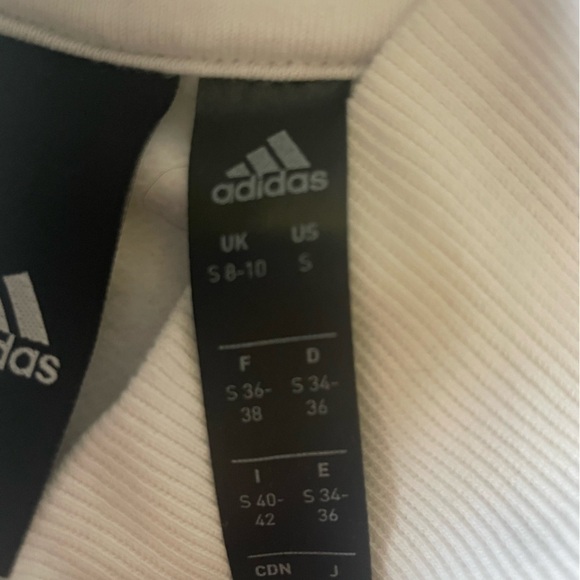 adidas
UK US
S 8-10 S
F D
S 36- S 34-
38 36
I E
S 40- S 34-
42 36
CDN J
das